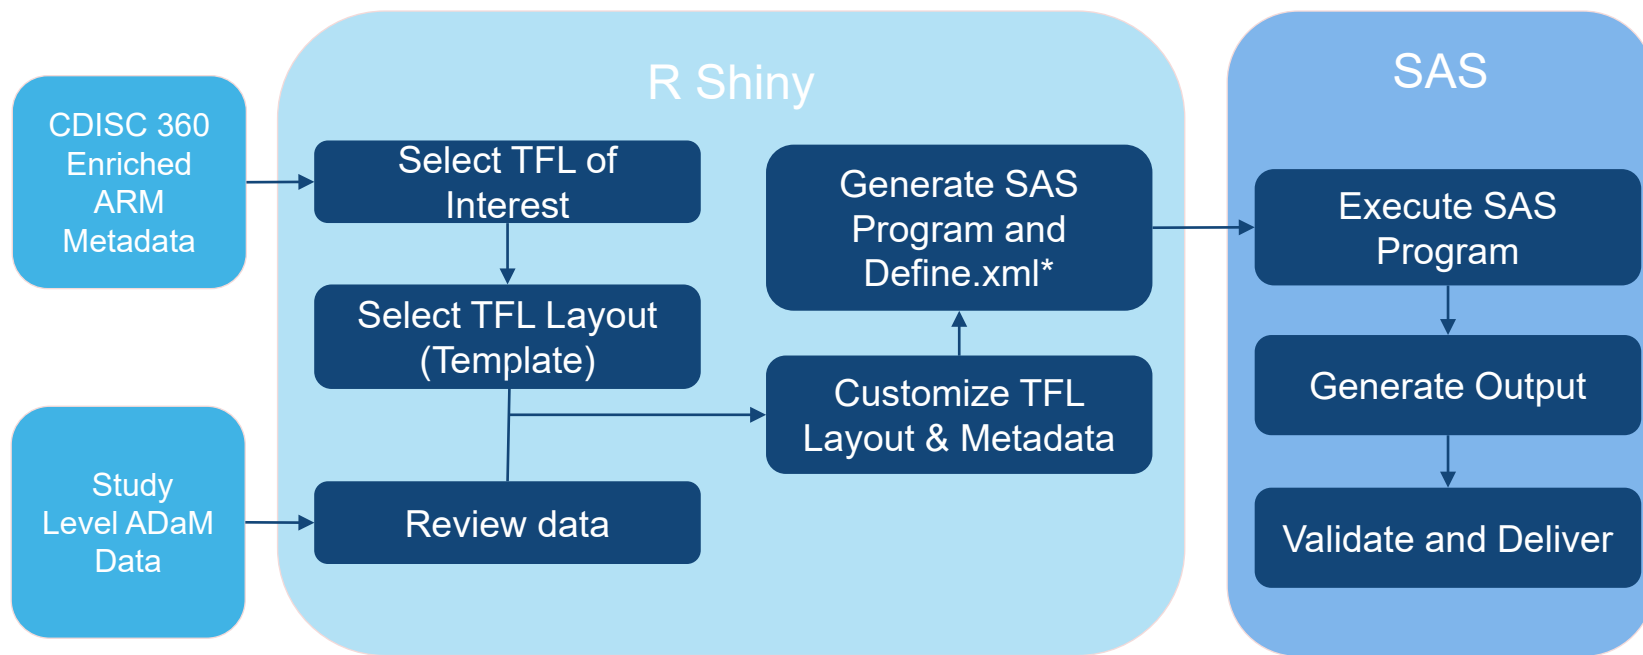 CDISC 360
Enriched
ARM
Metadata
Study
Level ADaM
Data
R Shiny
Select TFL of
Interest
Select TFL Layout
(Template)
Review data
Generate SAS
Program and
Define.xml*
Customize TFL
Layout & Metadata
SAS
Execute SAS
Program
Generate Output
Validate and Deliver